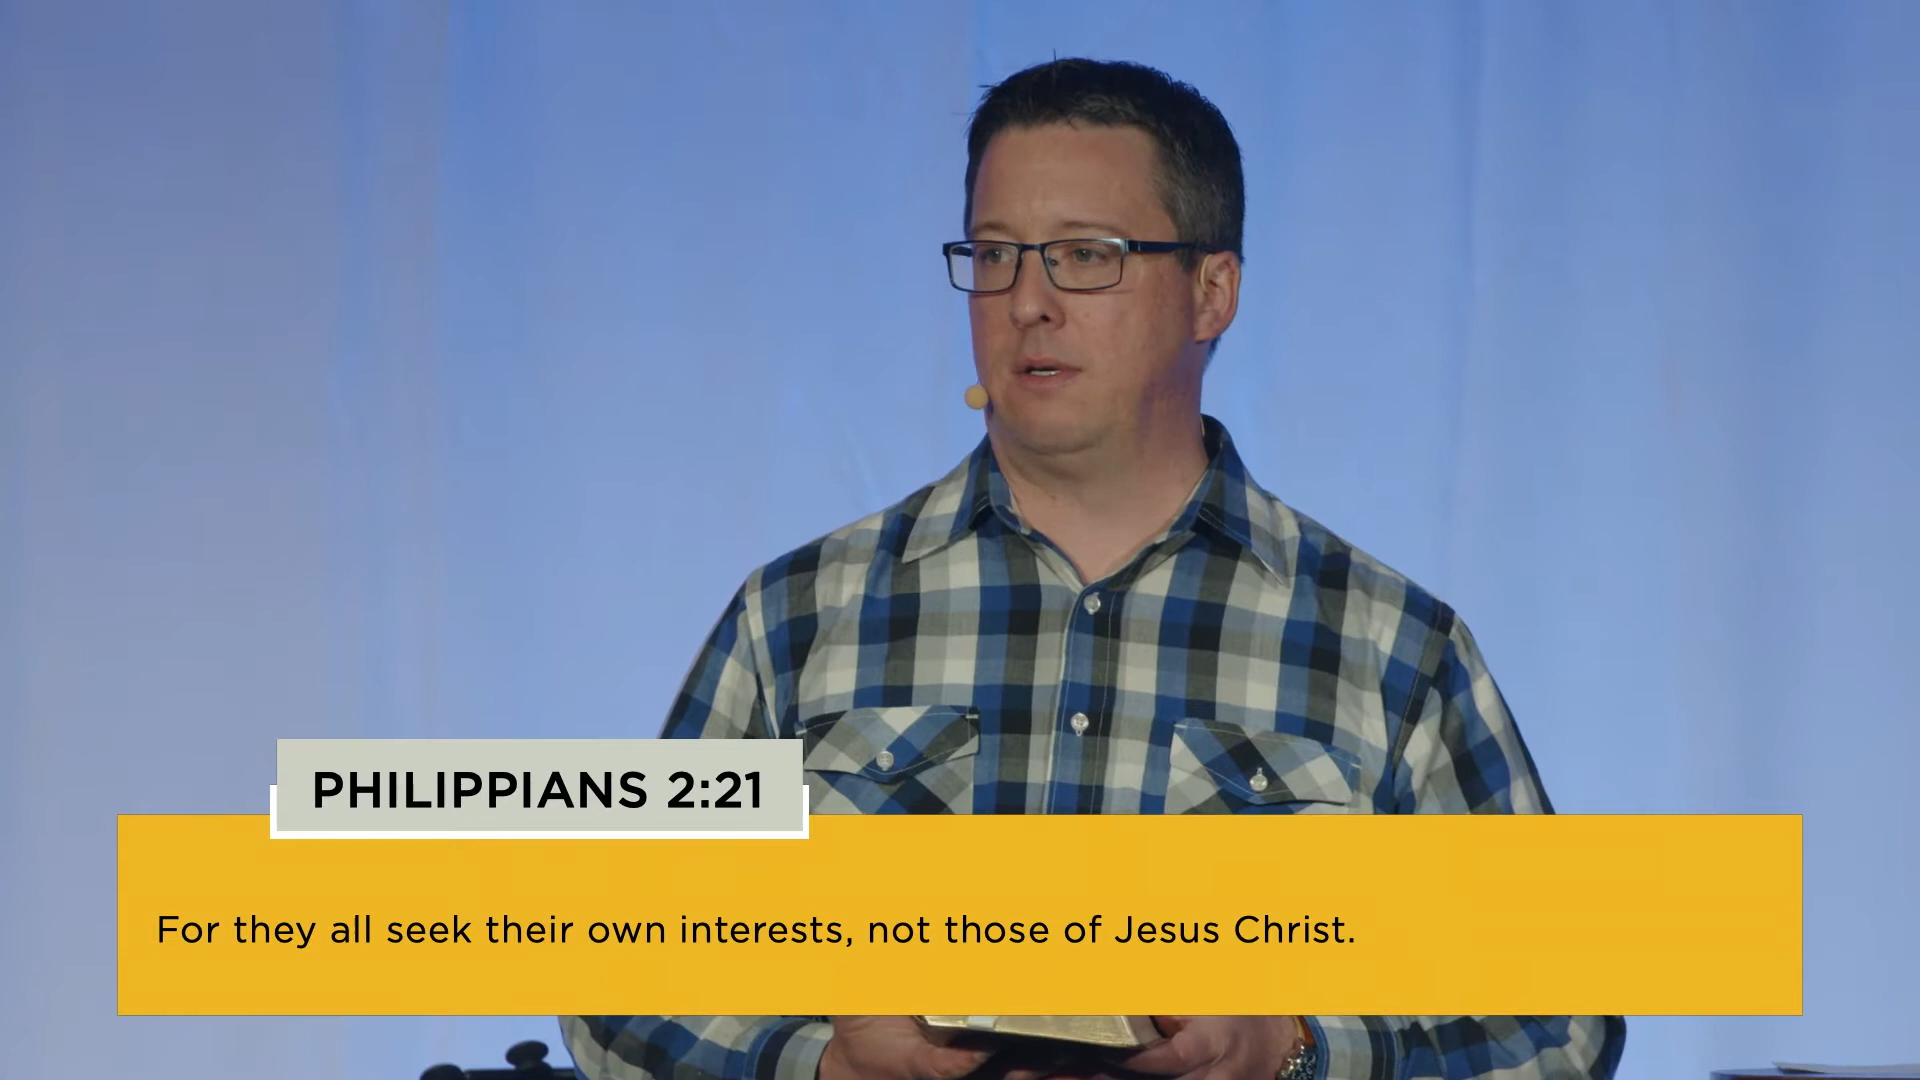 PHILIPPIANS 2:21
For they all seek their own interests, not those of Jesus Christ.